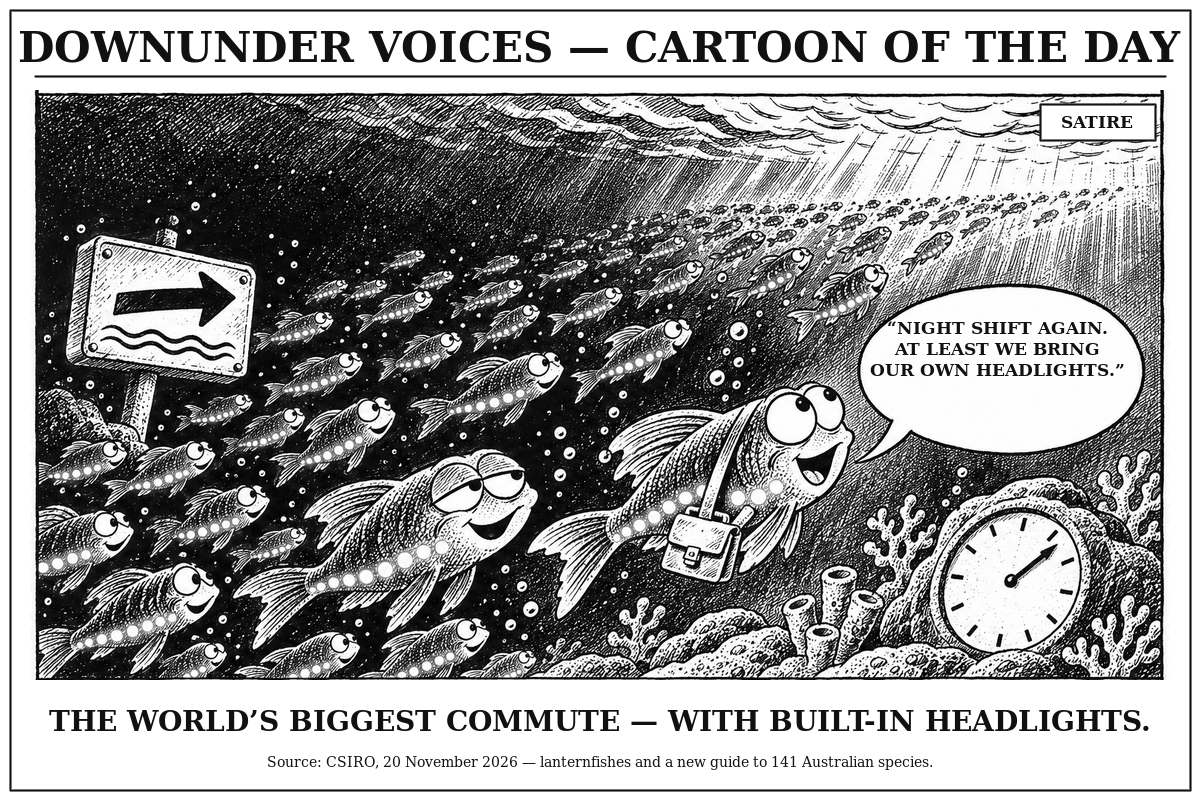 DOWNUNDER VOICES — CARTOON OF THE DAY
SATIRE
“NIGHT SHIFT AGAIN.
AT LEAST WE BRING
OUR OWN HEADLIGHTS.”
THE WORLD’S BIGGEST COMMUTE — WITH BUILT-IN HEADLIGHTS.
Source: CSIRO, 20 November 2026 — lanternfishes and a new guide to 141 Australian species.